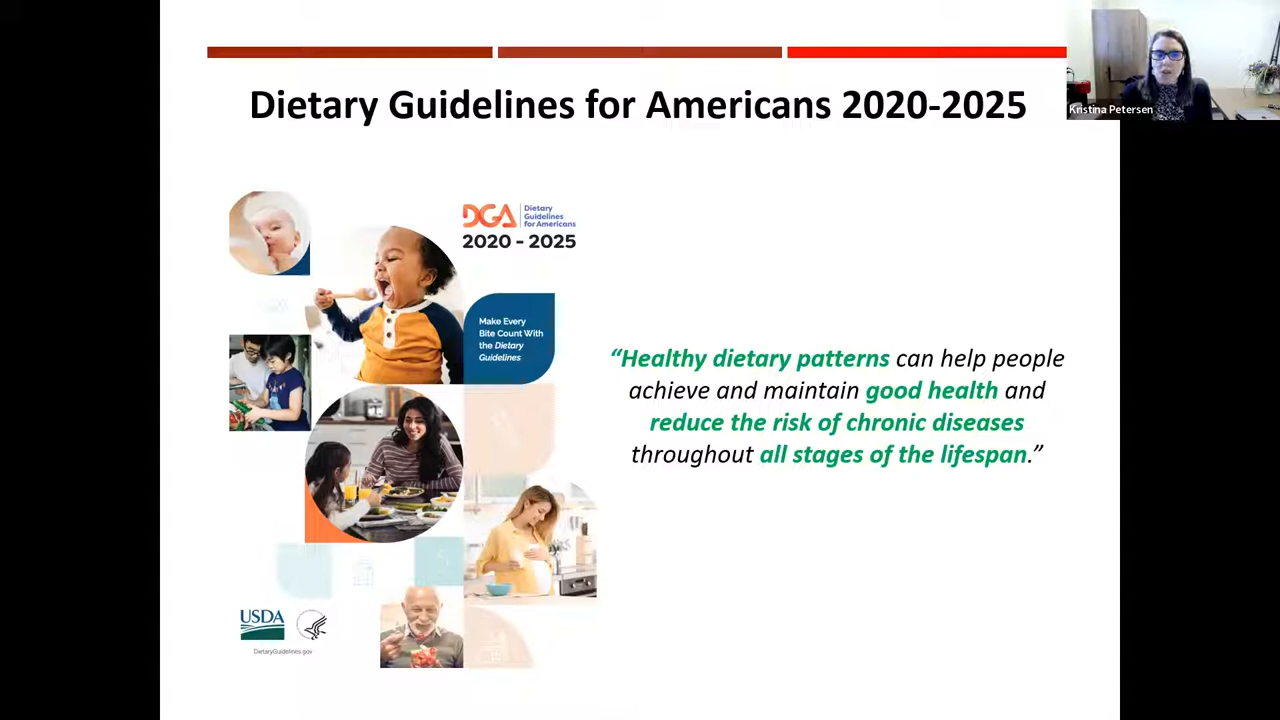 Dietary Guidelines for Americans 2020-2025
Kristina Petersen
DGA
Dietary
Guidelines
for Americans
2020 - 2025
Make Every
Bite Count With
the Dietary
Guidelines
“Healthy dietary patterns can help people
achieve and maintain good health and
reduce the risk of chronic diseases
throughout all stages of the lifespan.”
USDA
DietaryGuidelines.gov